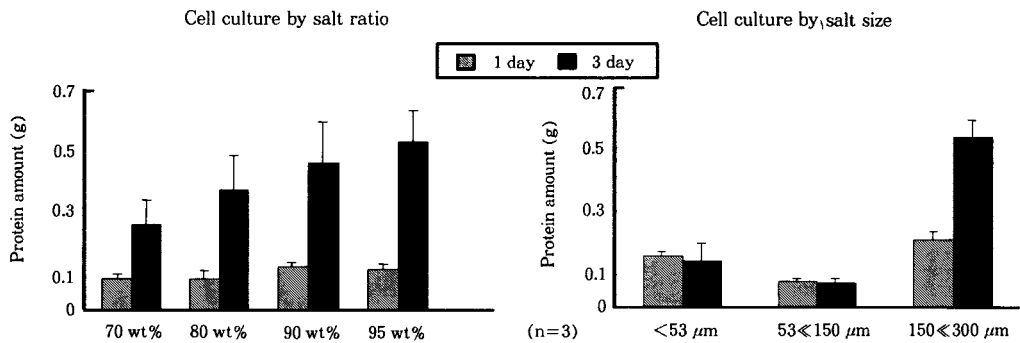 Cell culture by salt ratio
Cell culture by salt size
1 day 3 day
Protein amount (g)
0.7
0.5
0.3
0.1
0
70 wt% 80 wt% 90 wt% 95 wt%
(n=3)
Protein amount (g)
0.7
0.5
0.3
0.1
0
<53 μm 53≪150 μm 150≪300 μm